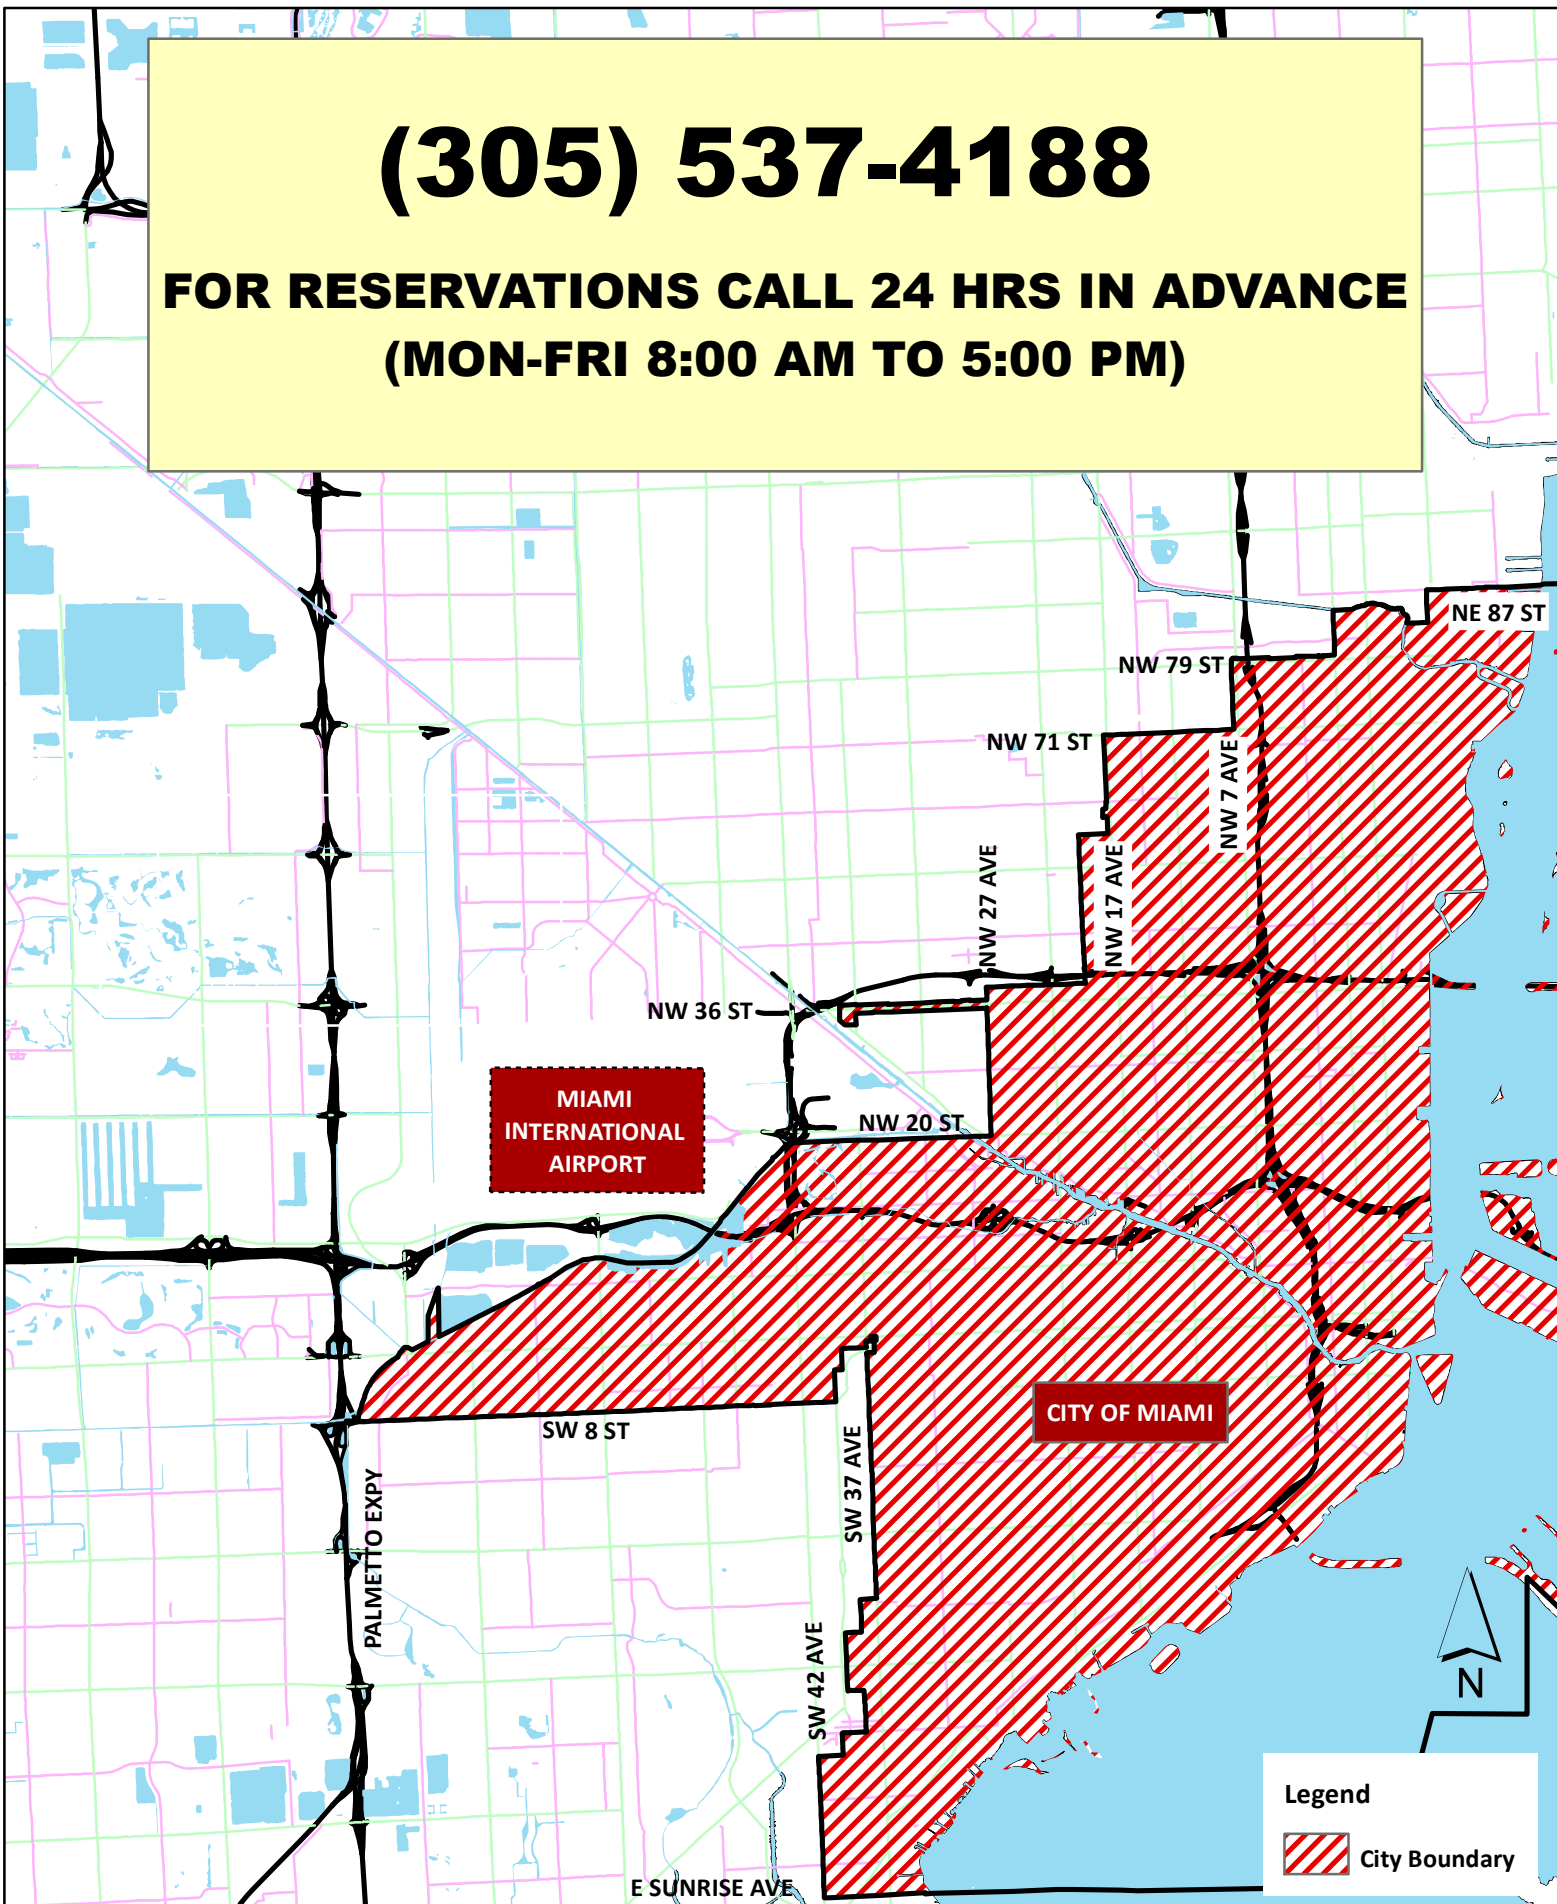 (305) 537-4188
FOR RESERVATIONS CALL 24 HRS IN ADVANCE
(MON-FRI 8:00 AM TO 5:00 PM)
NE 87 ST
NW 79 ST
NW 71 ST
NW 7 AVE
NW 27 AVE
NW 17 AVE
NW 36 ST
MIAMI
INTERNATIONAL
AIRPORT
NW 20 ST
CITY OF MIAMI
SW 8 ST
SW 37 AVE
PALMETTO EXPY
SW 42 AVE
N
Legend
City Boundary
E SUNRISE AVE